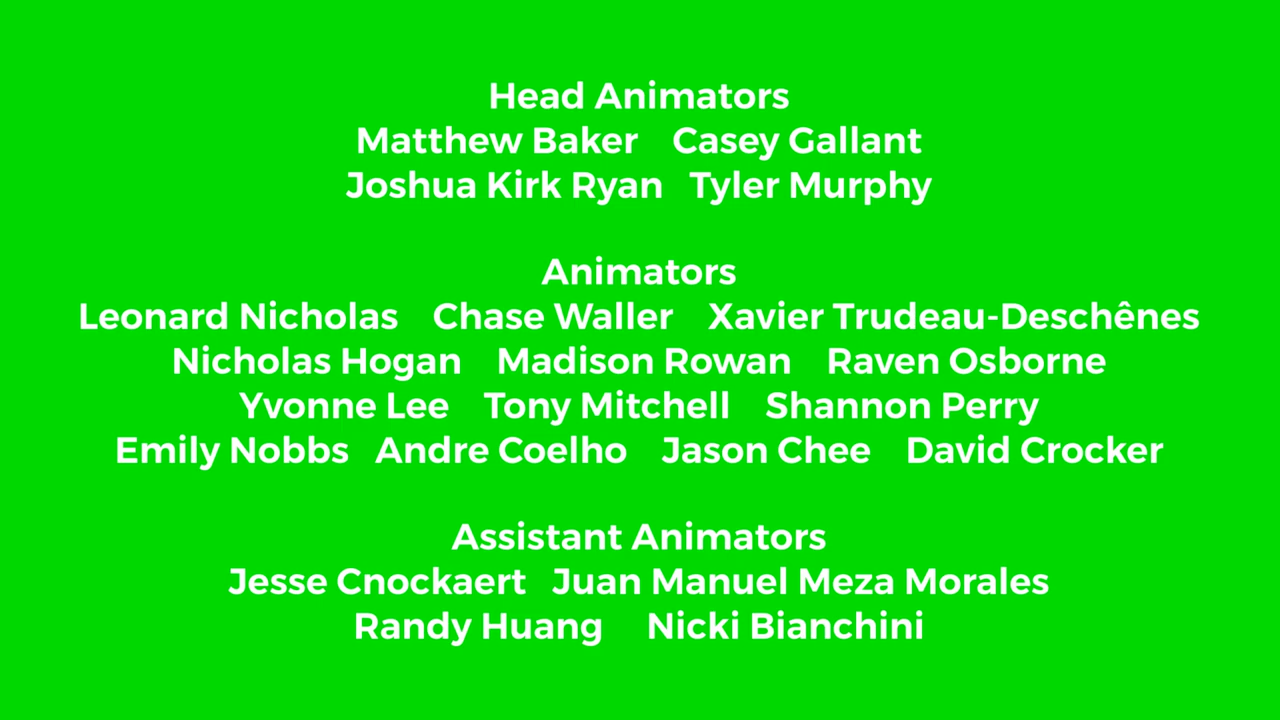 Head Animators
Matthew Baker Casey Gallant
Joshua Kirk Ryan Tyler Murphy
Animators
Leonard Nicholas Chase Waller Xavier Trudeau-Deschênes
Nicholas Hogan Madison Rowan Raven Osborne
Yvonne Lee Tony Mitchell Shannon Perry
Emily Nobbs Andre Coelho Jason Chee David Crocker
Assistant Animators
Jesse Cnockaert Juan Manuel Meza Morales
Randy Huang Nicki Bianchini